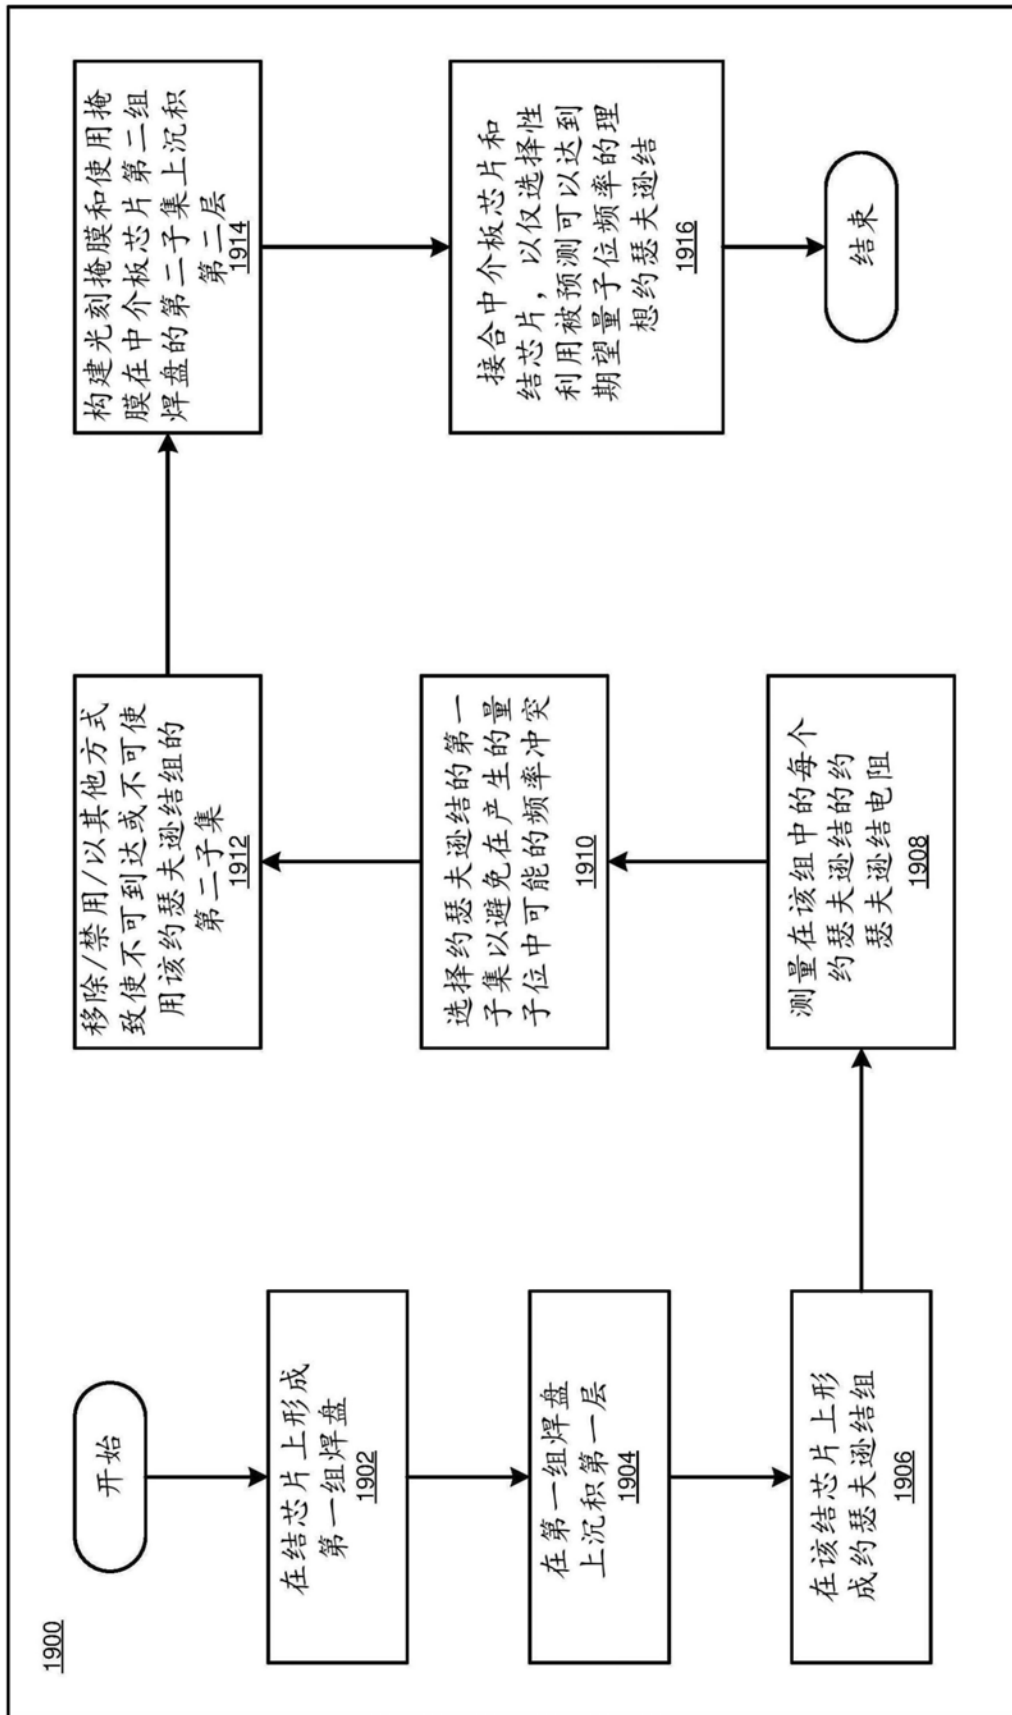 1900
开始
在结芯片上形成
第一组焊盘
1902
在第一组焊盘
上沉积第一层
1904
在该结芯片上形
成约瑟夫逊结组
1906
测量在该组中的每个
约瑟夫逊结的约
瑟夫逊结电阻
1908
选择约瑟夫逊结的第一
子集以避免在产生的量
子位中可能的频率冲突
1910
移除/禁用/以其他方式
致使不可到达或不可使
用该约瑟夫逊结组的
第二子集
1912
构建光刻掩膜和使用掩
膜在中介板芯片第二组
焊盘的第二子集上沉积
第二层
1914
接合中介板芯片和
结芯片，以仅选择性
利用被预测可以达到
期望量子位频率的理
想约瑟夫逊结
1916
结束